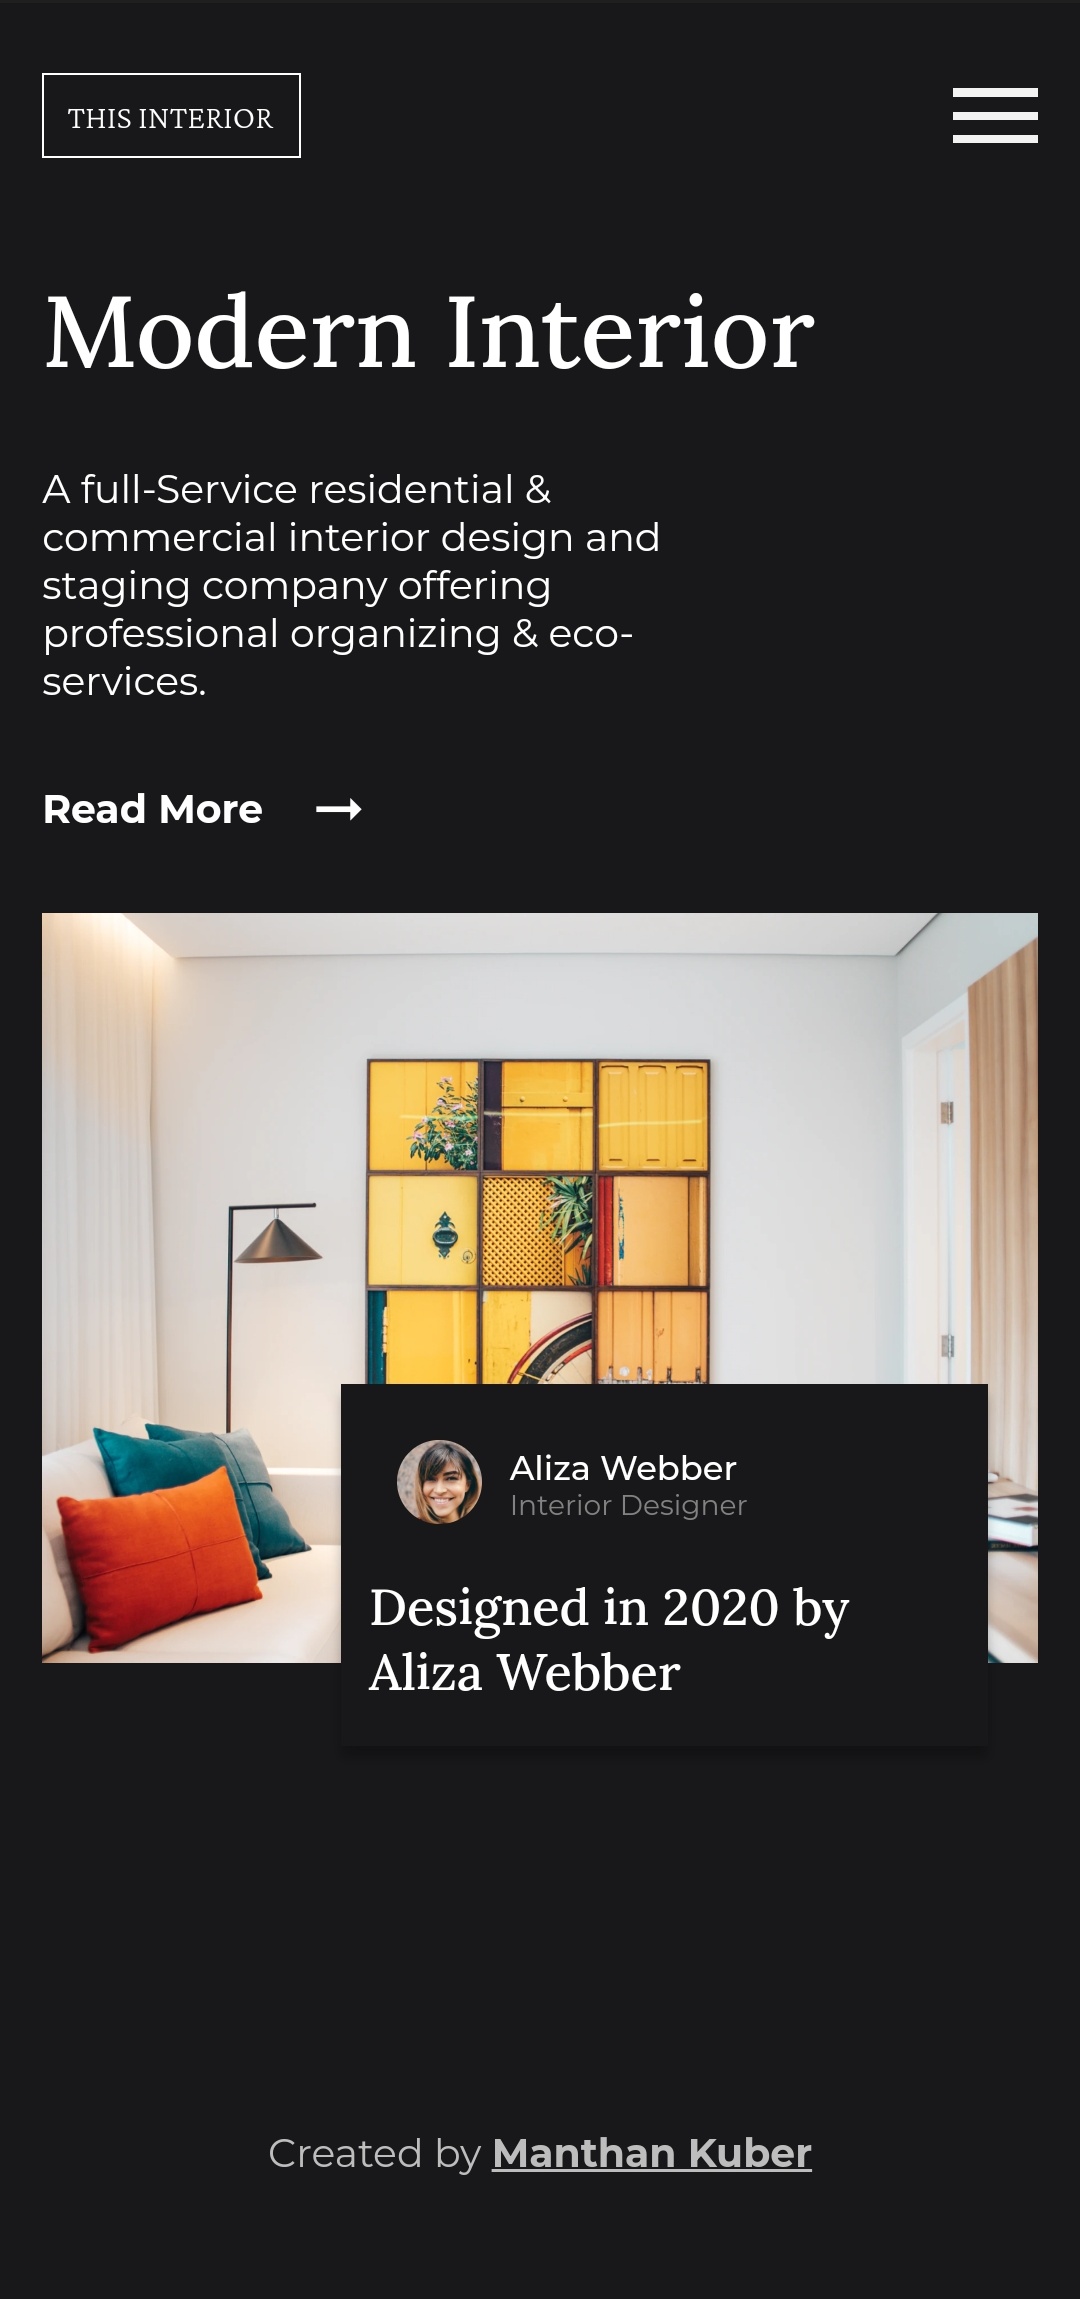 THIS INTERIOR
Modern Interior
A full-Service residential &
commercial interior design and
staging company offering
professional organizing & eco-
services.
Read More
Aliza Webber
Interior Designer
Designed in 2020 by
Aliza Webber
Created by Manthan Kuber